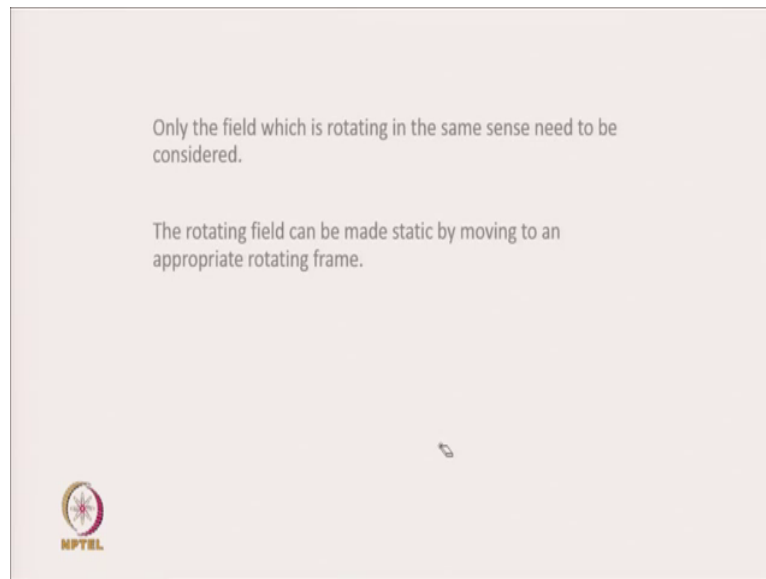 Only the field which is rotating in the same sense need to be
considered.
The rotating field can be made static by moving to an
appropriate rotating frame.
NPTEL